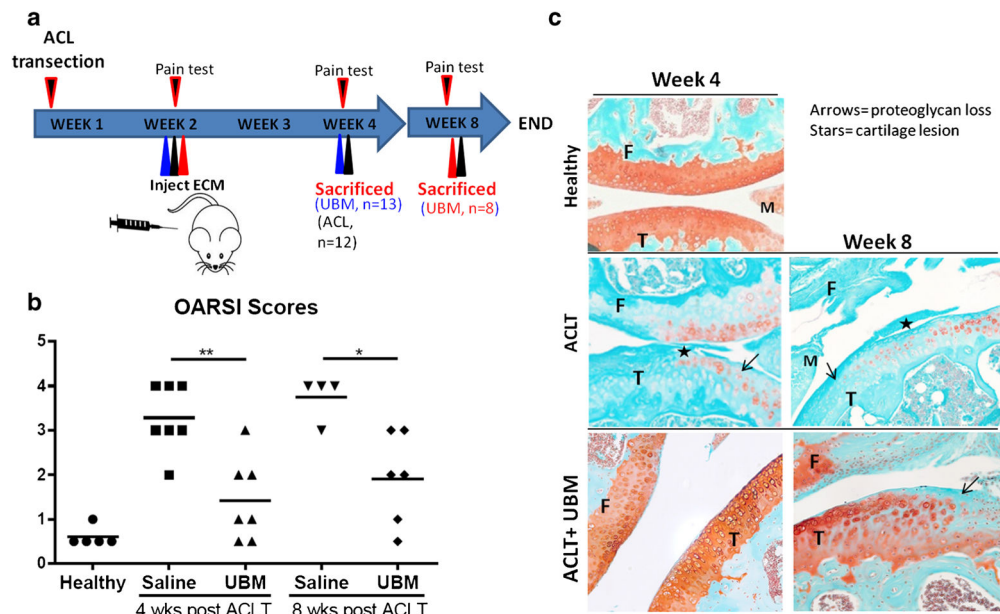 a
ACL
transection
Pain test
Pain test
Pain test
WEEK 1
WEEK 2
WEEK 3
WEEK 4
WEEK 8
END
Inject ECM
Sacrificed
(UBM, n=13)
(ACL,
n=12)
Sacrificed
(UBM, n=8)
b
OARSI Scores
5
4
3
2
1
0
**
*
Healthy
Saline
UBM
Saline
UBM
4 wks post ACLT
8 wks post ACLT
c
Week 4
Arrows= proteoglycan loss
Stars= cartilage lesion
Healthy
F
M
T
Week 8
ACLT
F
T
F
M
T
ACLT+ UBM
F
T
F
T